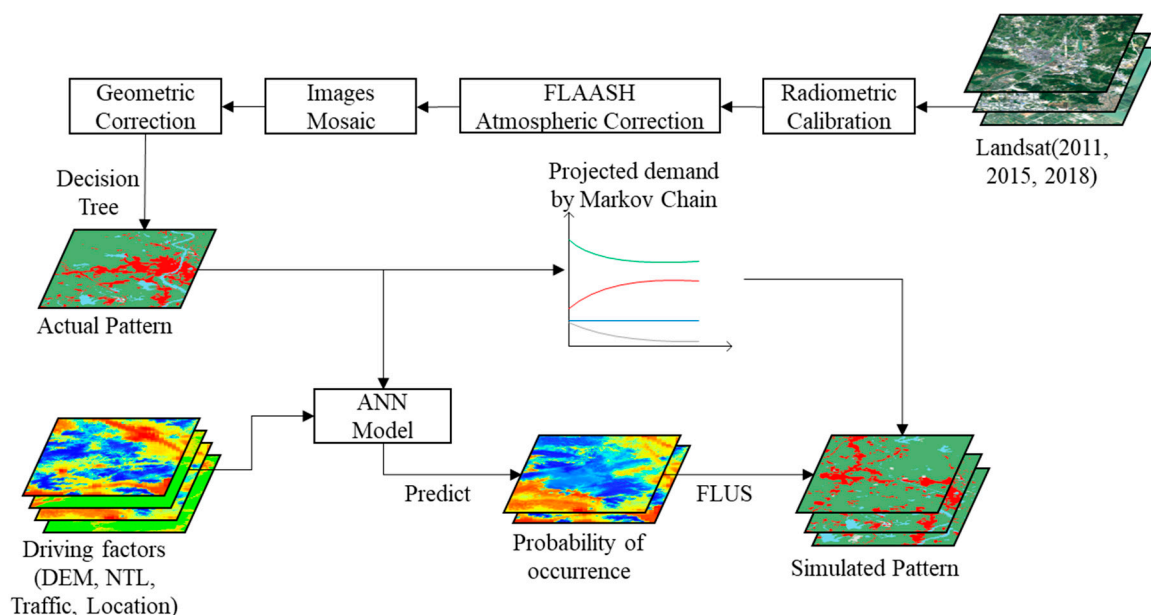 Geometric
Correction
Images
Mosaic
FLAASH
Atmospheric Correction
Radiometric
Calibration
Landsat(2011,
2015, 2018)
Decision
Tree
Projected demand
by Markov Chain
Actual Pattern
ANN
Model
Predict
FLUS
Driving factors
(DEM, NTL,
Traffic, Location)
Probability of
occurrence
Simulated Pattern